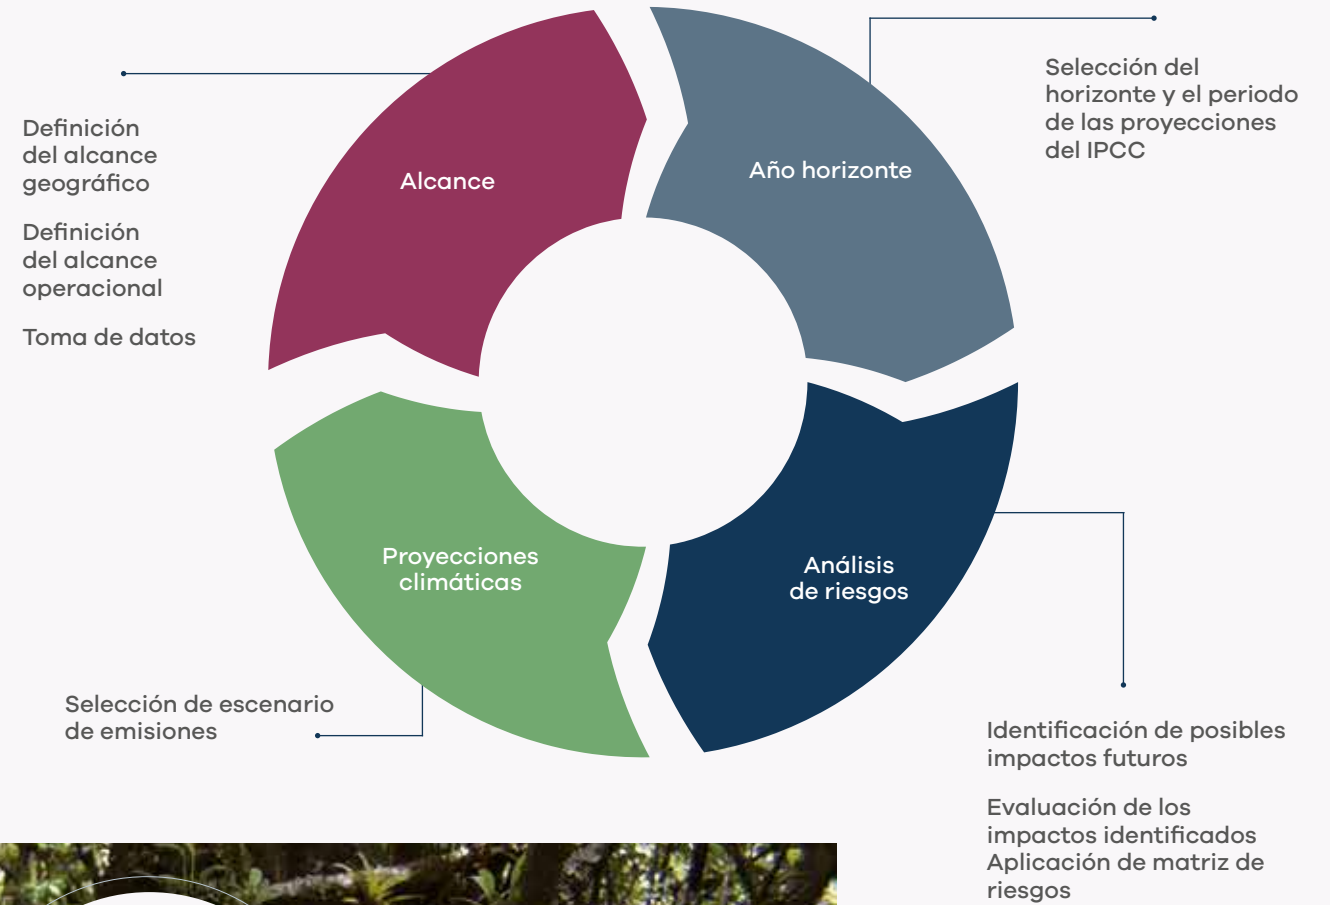 Alcance
Definición
del alcance
geográfico
Definición
del alcance
operacional
Toma de datos
Año horizonte
Selección del
horizonte y el periodo
de las proyecciones
del IPCC
Análisis
de riesgos
Identificación de posibles
impactos futuros
Evaluación de los
impactos identificados
Aplicación de matriz de
riesgos
Proyecciones
climáticas
Selección de escenario
de emisiones